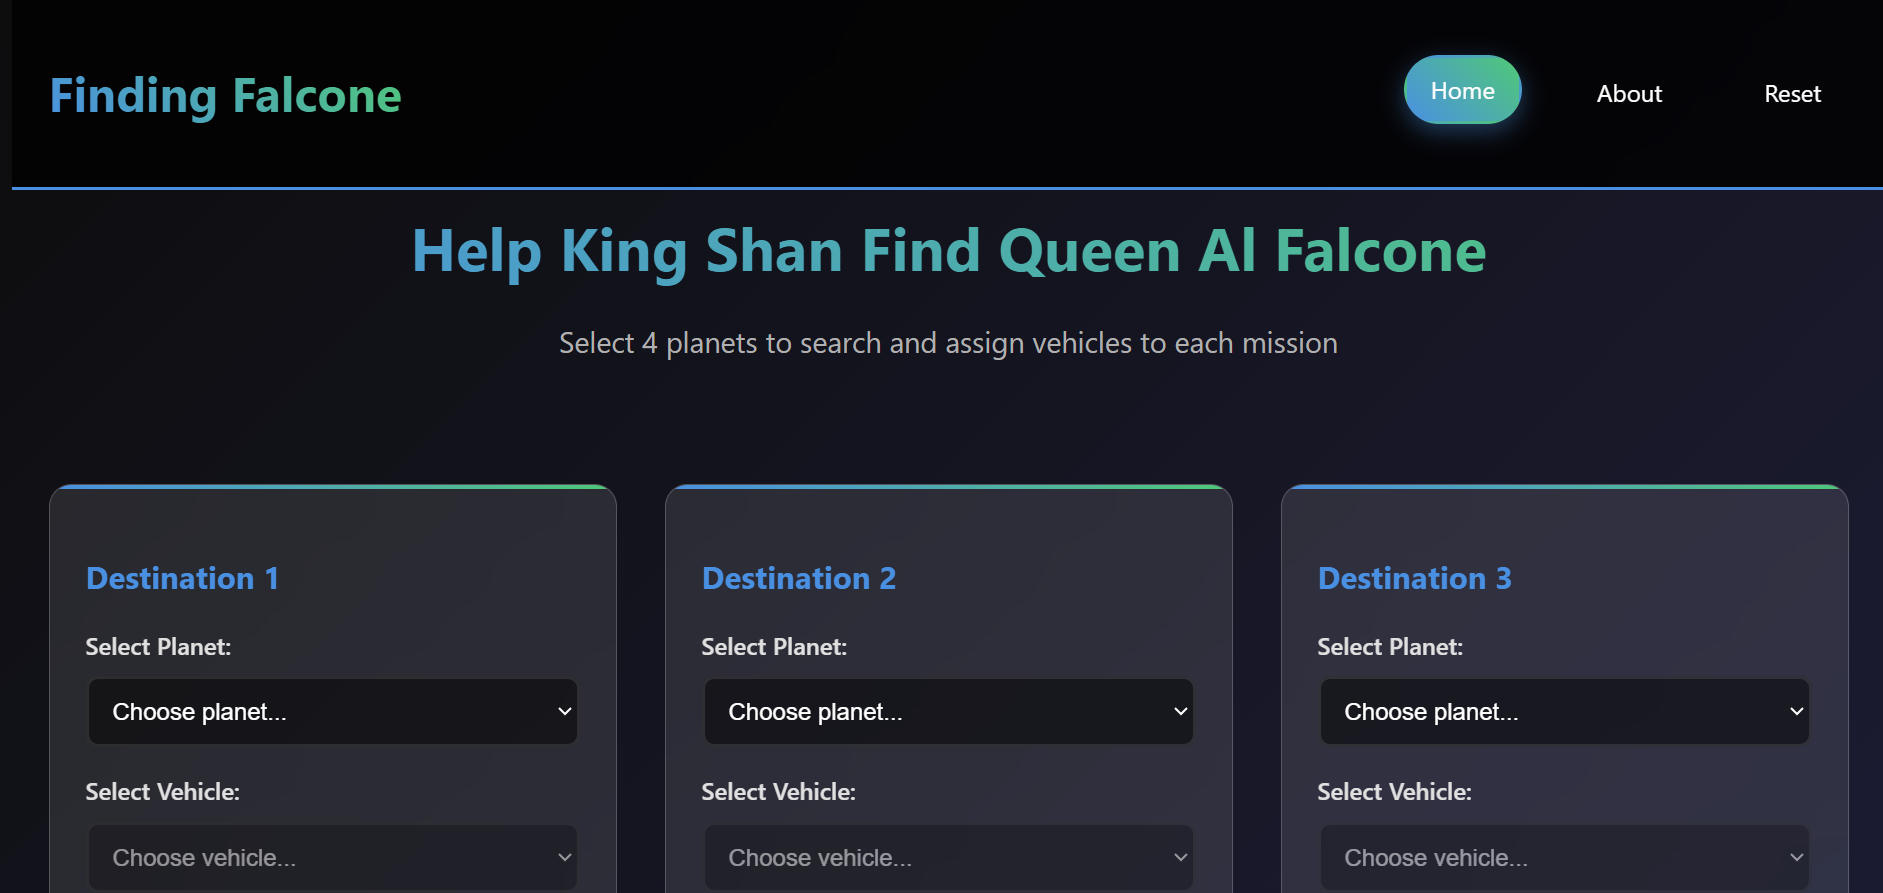 Finding Falcone
Home
About
Reset
Help King Shan Find Queen Al Falcone
Select 4 planets to search and assign vehicles to each mission
Destination 1
Select Planet:
Choose planet...
Select Vehicle:
Choose vehicle...
Destination 2
Select Planet:
Choose planet...
Select Vehicle:
Choose vehicle...
Destination 3
Select Planet:
Choose planet...
Select Vehicle:
Choose vehicle...